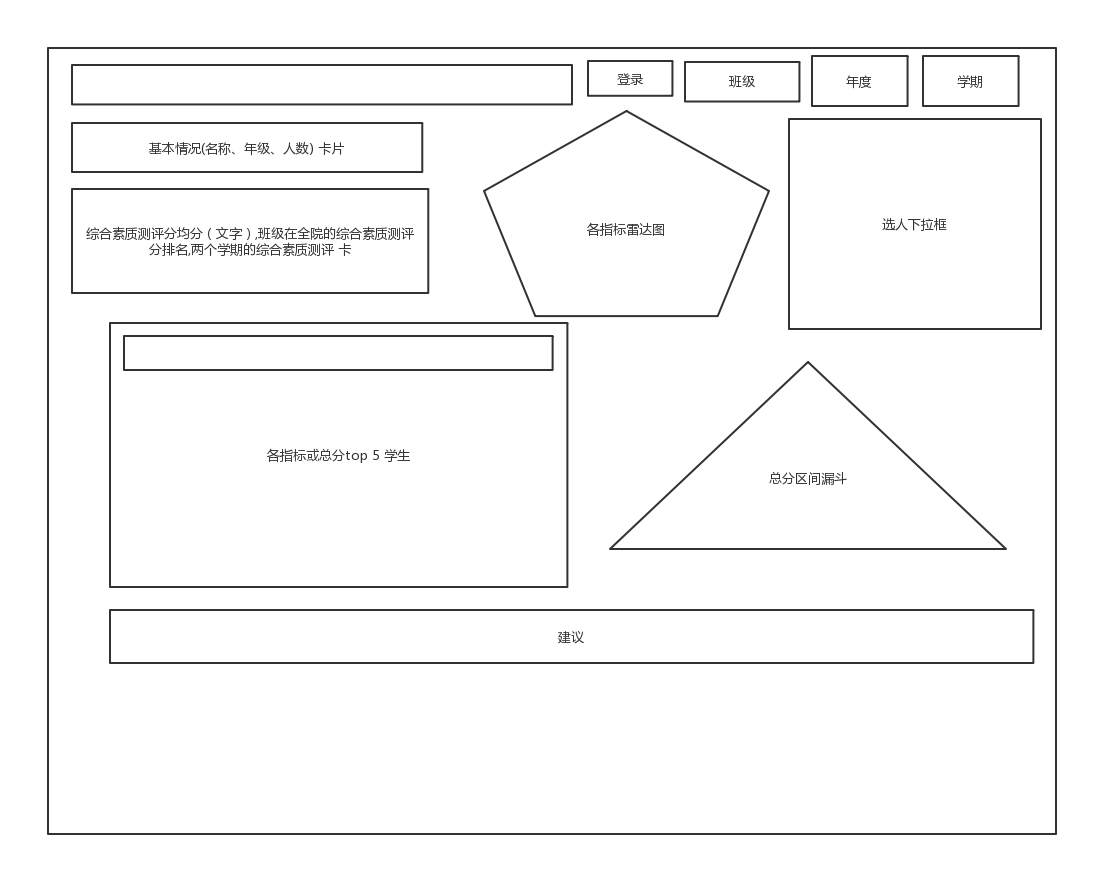 登录
班级
年度
学期
基本情况(名称、年级、人数) 卡片
综合素质测评分均分 ( 文字 ) ,班级在全院的综合素质测评
分排名,两个学期的综合素质测评 卡
各指标雷达图
选人下拉框
各指标或总分top 5 学生
总分区间漏斗
建议